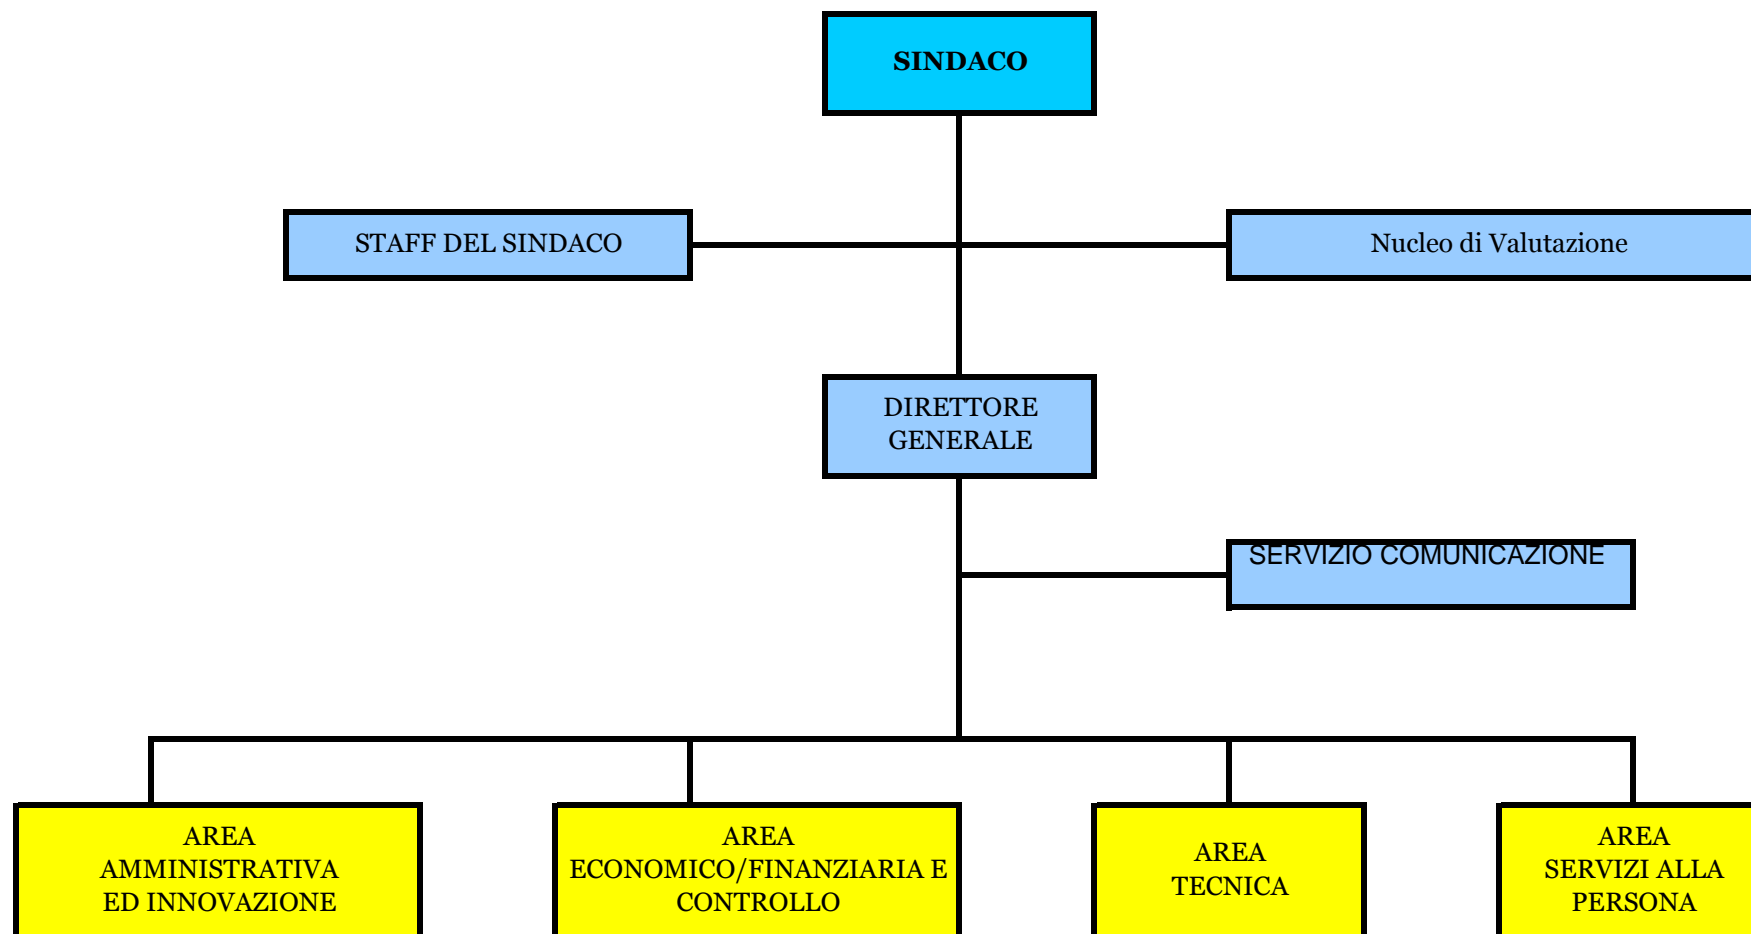 SINDACO
STAFF DEL SINDACO
Nucleo di Valutazione
DIRETTORE
GENERALE
SERVIZIO COMUNICAZIONE
AREA
AMMINISTRATIVA
ED INNOVAZIONE
AREA
ECONOMICO/FINANZIARIA E
CONTROLLO
AREA
TECNICA
AREA
SERVIZI ALLA
PERSONA